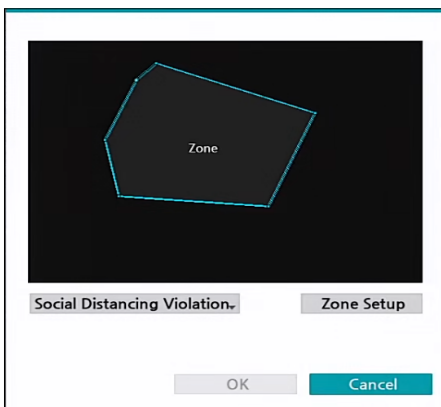 Zone
Social Distancing Violation
Zone Setup
OK
Cancel